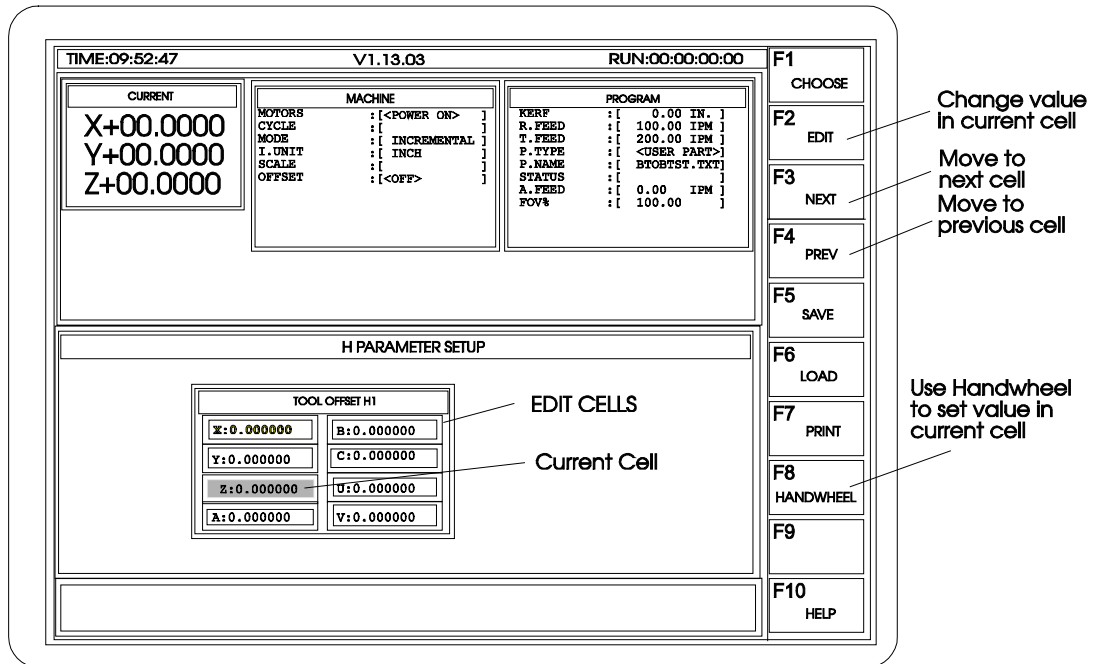 TIME:09:52:47 V1.13.03 RUN:00:00:00:00
CURRENT
X+00.0000
Y+00.0000
Z+00.0000
MACHINE
MOTORS :[<POWER ON> ]
CYCLE :[ ]
MODE :[ INCREMENTAL ]
I.UNIT :[ INCH ]
SCALE :[ ]
OFFSET :[<OFF> ]
PROGRAM
KERF :[ 0.00 IN. ]
R.FEED :[ 100.00 IPM ]
T.FEED :[ 200.00 IPM ]
P.TYPE :[ <USER PART>]
P.NAME :[ BTOBTST.TXT]
STATUS :[ ]
A.FEED :[ 0.00 IPM ]
FOV% :[ 100.00 ]
H PARAMETER SETUP
TOOL OFFSET H1
X:0.000000 B:0.000000
Y:0.000000 C:0.000000
Z:0.000000 U:0.000000
A:0.000000 V:0.000000
EDIT CELLS
Current Cell
F1
CHOOSE
F2
EDIT
F3
NEXT
F4
PREV
F5
SAVE
F6
LOAD
F7
PRINT
F8
HANDWHEEL
F9
F10
HELP
Change value
in current cell
Move to
next cell
Move to
previous cell
Use Handwheel
to set value in
current cell